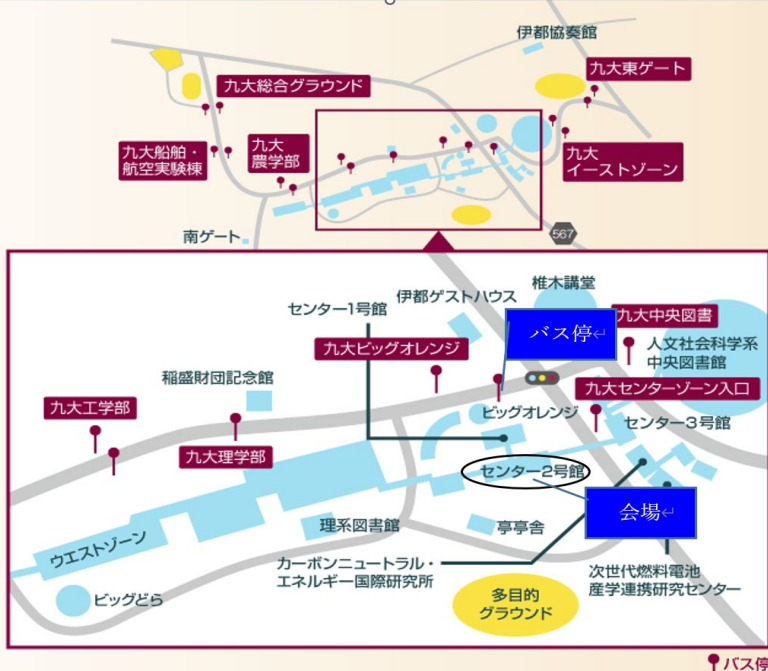 伊都協奏館
九大東ゲート
九大総合グラウンド
九大船舶・
航空実験棟
九大
農学部
九大
イーストゾーン
南ゲート
567
椎木講堂
伊都ゲストハウス
センター1号館
バス停↵
九大中央図書
人文社会科学系
中央図書館
九大ビッグオレンジ
稲盛財団記念館
九大センターゾーン入口
九大工学部
ビッグオレンジ
センター3号館
九大理学部
センター2号館
会場↵
理系図書館
亭亭舎
ウエストゾーン
カーボンニュートラル・
エネルギー国際研究所
次世代燃料電池
産学連携研究センター
ビッグどら
多目的
グラウンド
バス停